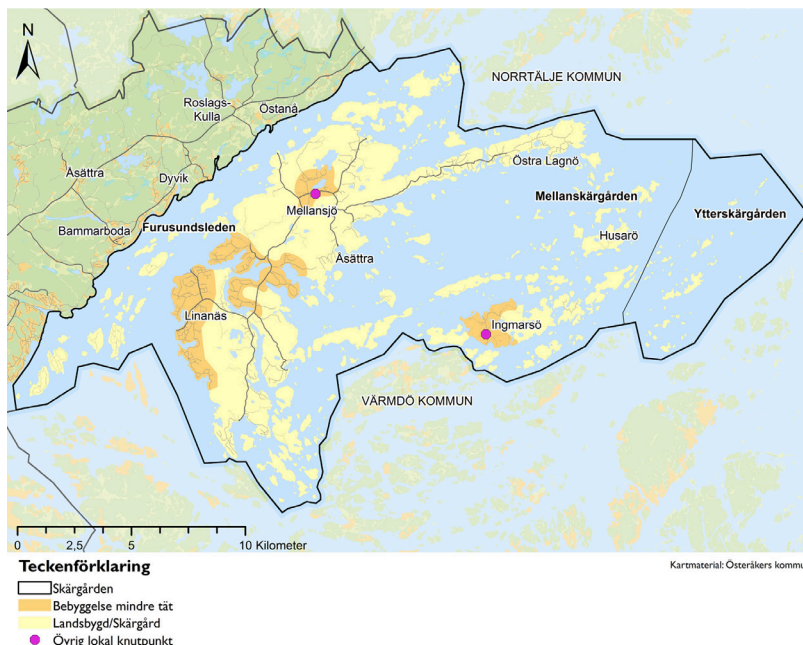 N
NORRTÄLJE KOMMUN
Roslags-
Kulla
Östanå
Östra Lagnö
Åsättra
Dyvik
Mellanskärgården
Mellansjö
Ytterskärgården
Furusundsleden
Bammarboda
Husarö
Åsättra
Linanäs
Ingmarsö
VÄRMDÖ KOMMUN
0 2,5 5 10 Kilometer
Teckenförklaring
Kartmaterial: Österåkers kommu
Skärgården
Bebyggelse mindre tät
Landsbygd/Skärgård
Övrig lokal knutpunkt